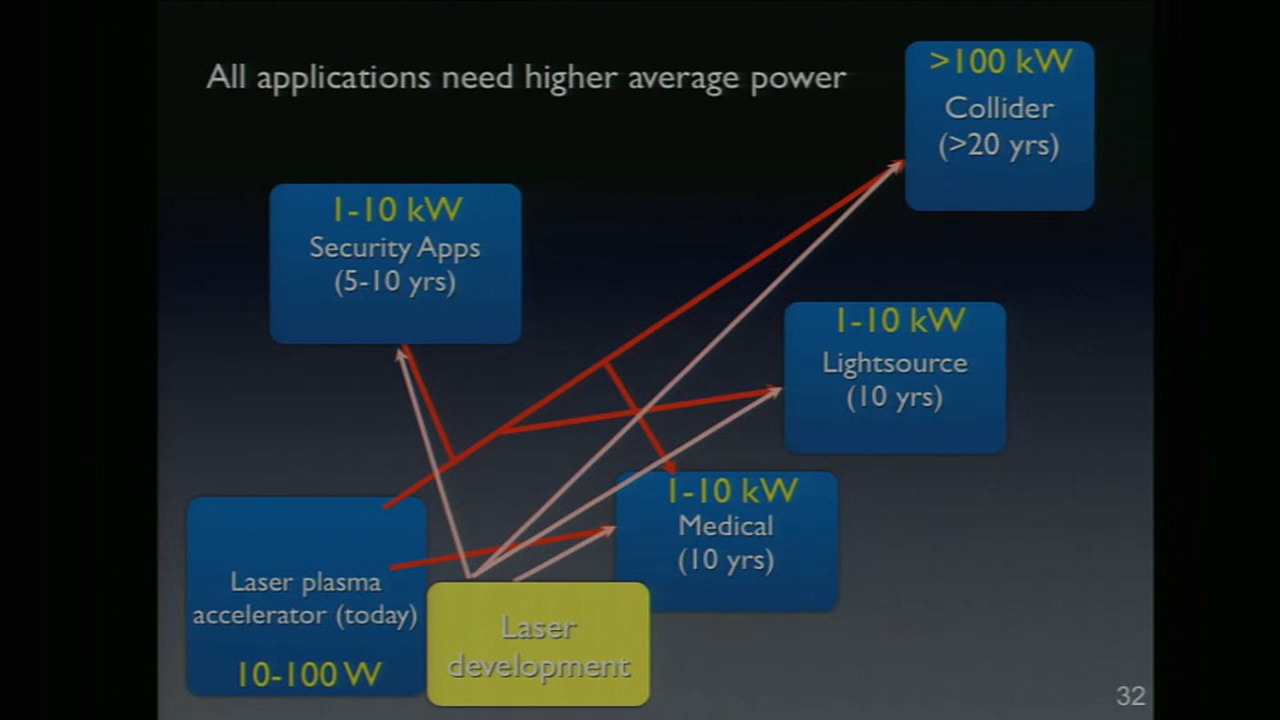 All applications need higher average power
>100 kW
Collider
(>20 yrs)
1-10 kW
Security Apps
(5-10 yrs)
1-10 kW
Lightsource
(10 yrs)
1-10 kW
Medical
(10 yrs)
Laser plasma
accelerator (today)
10-100 W
Laser
development
32